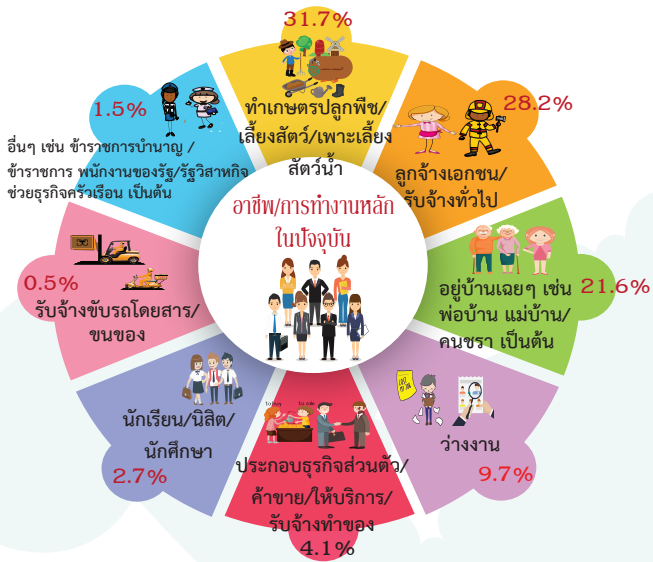 อาชีพ/การทำงานหลัก
ในปัจจุบัน
31.7%
ทำเกษตรปลูกพืช/
เลี้ยงสัตว์/เพาะเลี้ยง
สัตว์น้ำ
28.2%
ลูกจ้างเอกชน/
รับจ้างทั่วไป
21.6%
อยู่บ้านเฉยๆ เช่น
พ่อบ้าน แม่บ้าน/
คนชรา เป็นต้น
ว่างงาน
9.7%
ประกอบธุรกิจส่วนตัว/
ค้าขาย/ให้บริการ/
รับจ้างทำของ
4.1%
นักเรียน/นิสิต/
นักศึกษา
2.7%
0.5%
รับจ้างขับรถโดยสาร/
ขนของ
1.5%
อื่นๆ เช่น ข้าราชการบำนาญ /
ข้าราชการ พนักงานของรัฐ/รัฐวิสาหกิจ
ช่วยธุรกิจครัวเรือน เป็นต้น